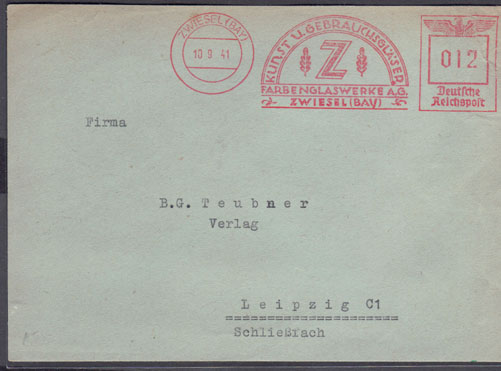 ZWIESEL (BAY)
10 9 41
KUNST U. GEBRAUCHSGLÄSER
Z
FARBENGLASWERKE A.G.
ZWIESEL (BAY)
012
Deutsche
Reichspost
Firma
B.G. Teubner
Verlag
Leipzig C1
Schließfach